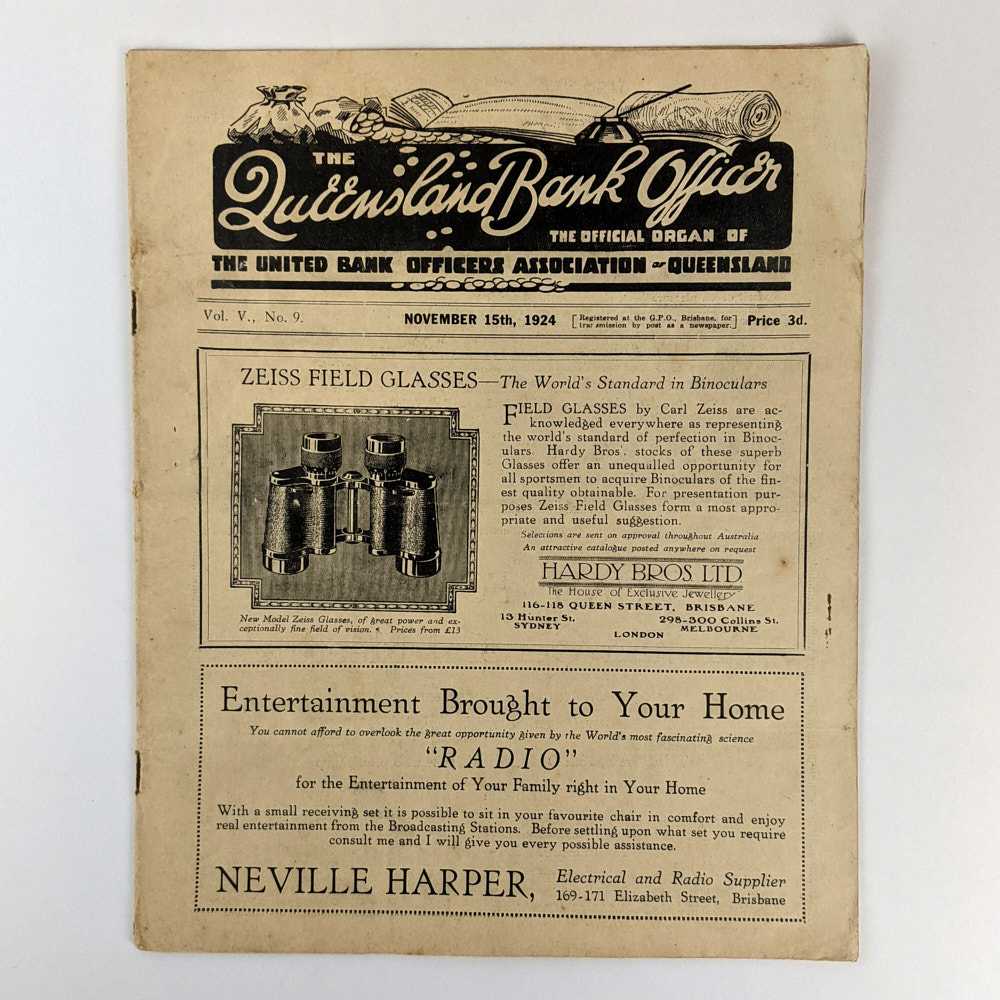 THE
Queensland Bank Officer
THE OFFICIAL ORGAN OF
THE UNITED BANK OFFICERS ASSOCIATION OF QUEENSLAND
Vol. V., No. 9. NOVEMBER 15th, 1924 [Registered at the G.P.O., Brisbane, for transmission by post as a newspaper.] Price 3d.
ZEISS FIELD GLASSES—The World's Standard in Binoculars
FIELD GLASSES by Carl Zeiss are ac-
knowledged everywhere as representing
the world's standard of perfection in Binoc-
ulars. Hardy Bros'. stocks of these superb
Glasses offer an unequalled opportunity for
all sportsmen to acquire Binoculars of the fin-
est quality obtainable. For presentation pur-
poses Zeiss Field Glasses form a most appro-
priate and useful suggestion.
Selections are sent on approval throughout Australia
An attractive catalogue posted anywhere on request
HARDY BROS LTD
The House of Exclusive Jewellery
116-118 QUEEN STREET, BRISBANE
13 Hunter St. 298-300 Collins St.
SYDNEY MELBOURNE
LONDON
New Model Zeiss Glasses, of great power and ex-
ceptionally fine field of vision. Prices from £13
Entertainment Brought to Your Home
You cannot afford to overlook the great opportunity given by the World's most fascinating science
"RADIO"
for the Entertainment of Your Family right in Your Home
With a small receiving set it is possible to sit in your favourite chair in comfort and enjoy
real entertainment from the Broadcasting Stations. Before settling upon what set you require
consult me and I will give you every possible assistance.
NEVILLE HARPER, Electrical and Radio Supplier
169-171 Elizabeth Street, Brisbane